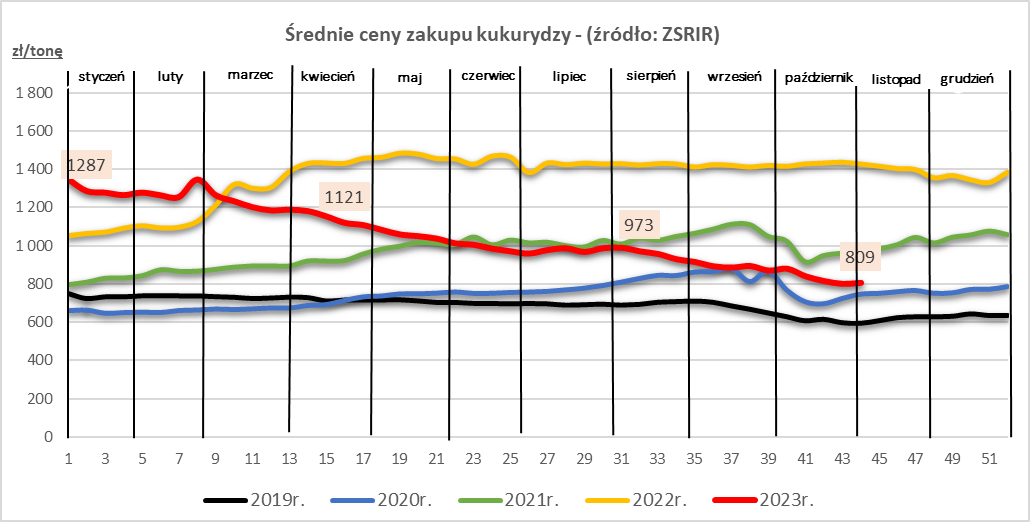 Średnie ceny zakupu kukurydzy - (źródło: ZSRIR)
zł/tonę
styczeń luty marzec kwiecień maj czerwiec lipiec sierpień wrzesień październik listopad grudzień
1 800
1 600
1 400
1 200
1 000
800
600
400
200
0
1287
1121
973
809
1 3 5 7 9 11 13 15 17 19 21 23 25 27 29 31 33 35 37 39 41 43 45 47 49 51
2019r. 2020r. 2021r. 2022r. 2023r.